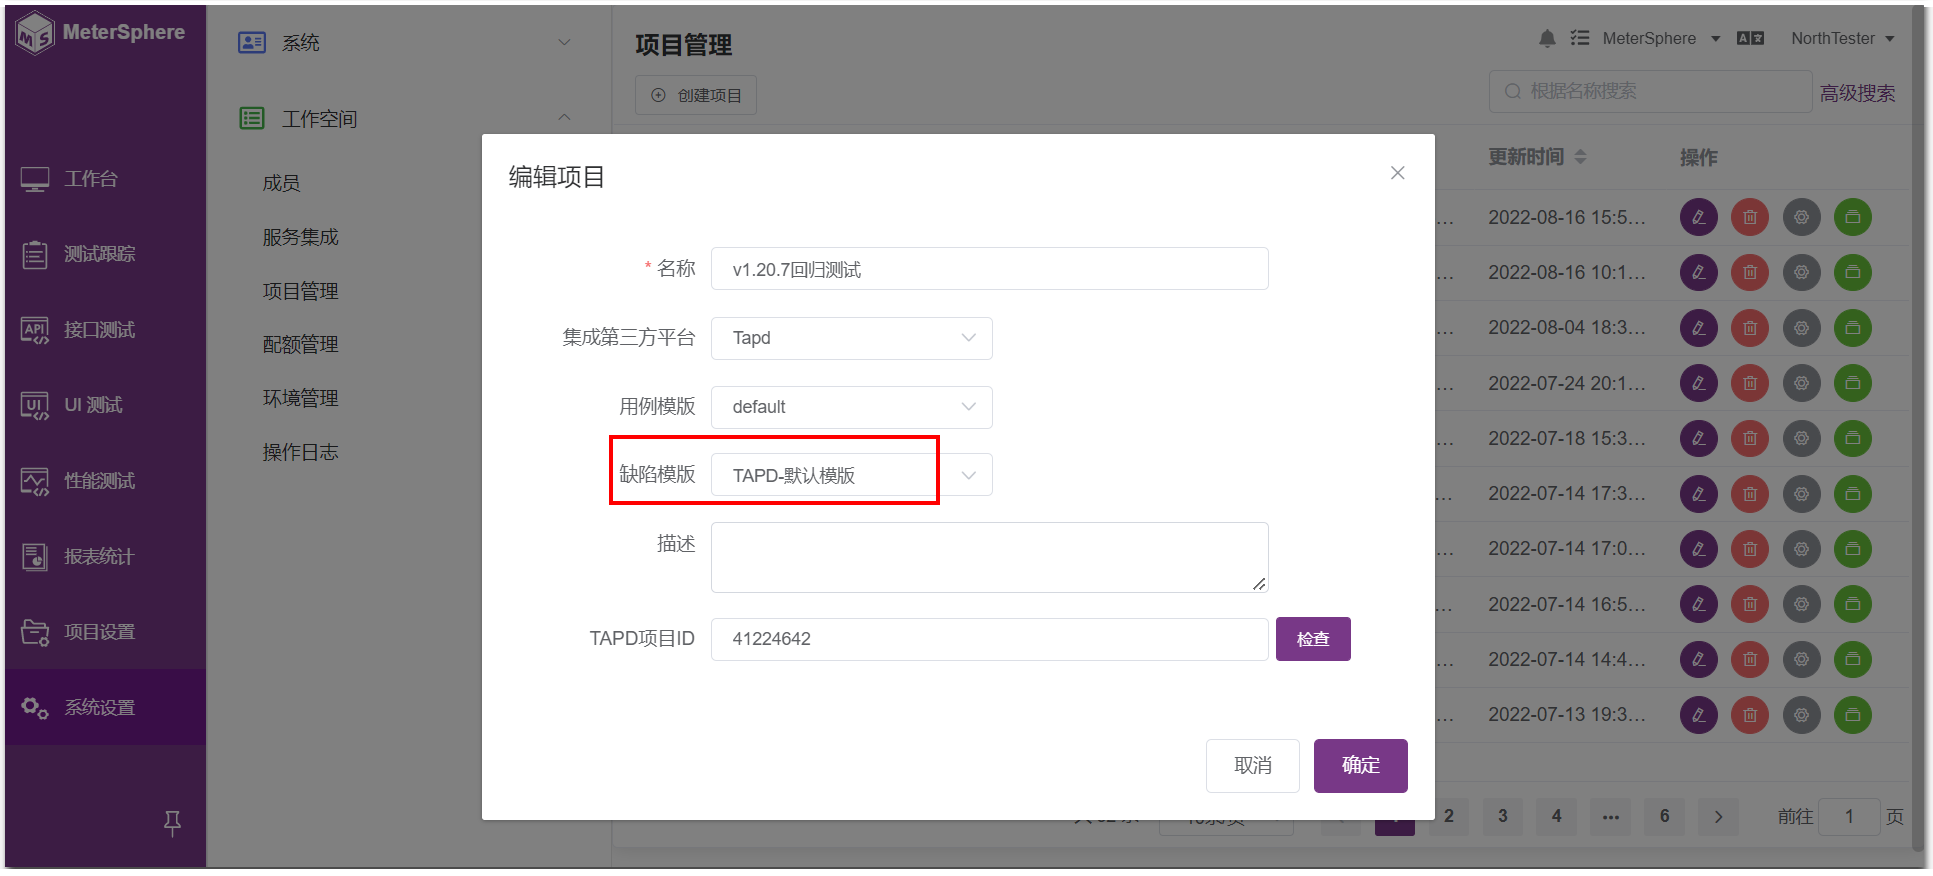 MeterSphere
工作台
测试跟踪
API 接口测试
UI UI 测试
性能测试
报表统计
项目设置
系统设置
系统
工作空间
成员
服务集成
项目管理
配额管理
环境管理
操作日志
项目管理
MeterSphere
NorthTester
创建项目
根据名称搜索
高级搜索
更新时间
操作
... 2022-08-16 15:5...
... 2022-08-16 10:1...
... 2022-08-04 18:3...
... 2022-07-24 20:1...
... 2022-07-18 15:3...
... 2022-07-14 17:3...
... 2022-07-14 17:0...
... 2022-07-14 16:5...
... 2022-07-14 14:4...
... 2022-07-13 19:3...
编辑项目
* 名称 v1.20.7回归测试
集成第三方平台 Tapd
用例模版 default
缺陷模版 TAPD-默认模版
描述
TAPD项目ID 41224642 检查
取消 确定
2 3 4 ... 6 前往 1 页